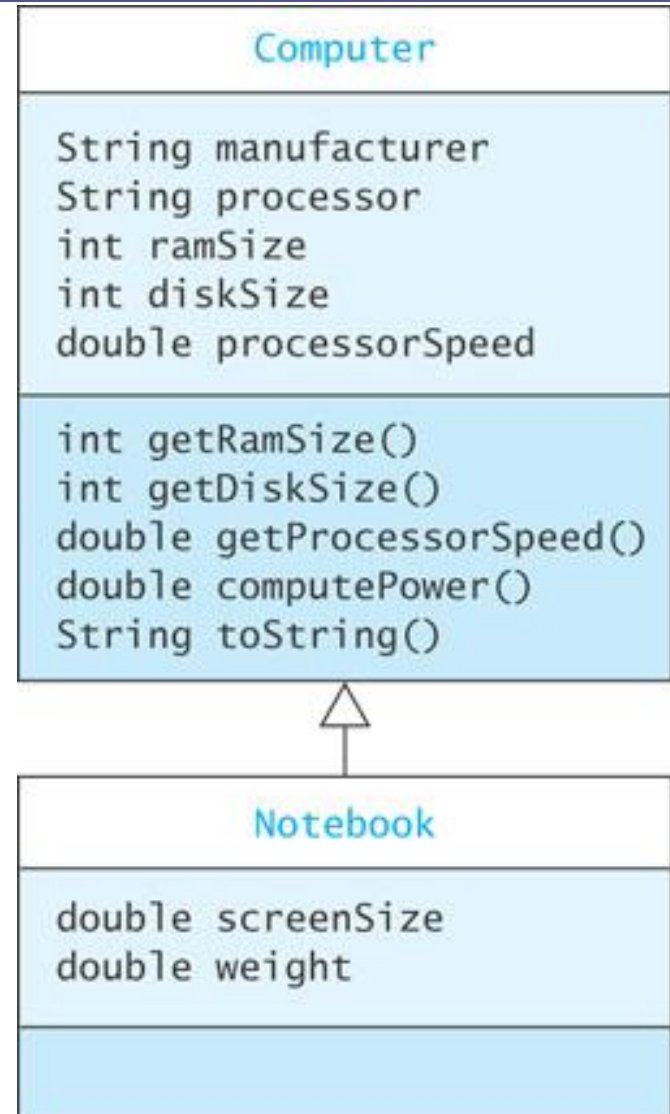 Computer
String manufacturer
String processor
int ramSize
int diskSize
double processorSpeed
int getRamSize()
int getDiskSize()
double getProcessorSpeed()
double computePower()
String toString()
Notebook
double screenSize
double weight